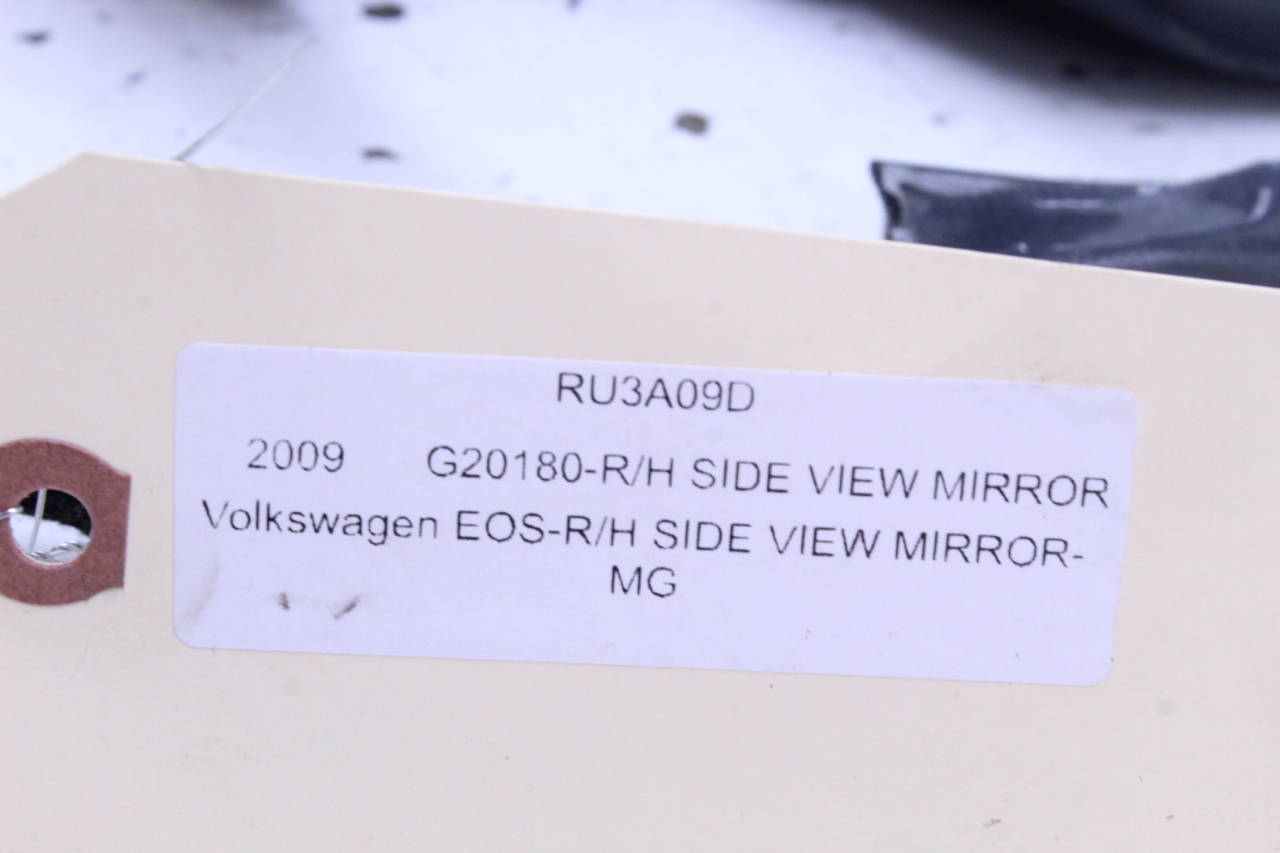 RU3A09D
2009 G20180-R/H SIDE VIEW MIRROR
Volkswagen EOS-R/H SIDE VIEW MIRROR-
MG